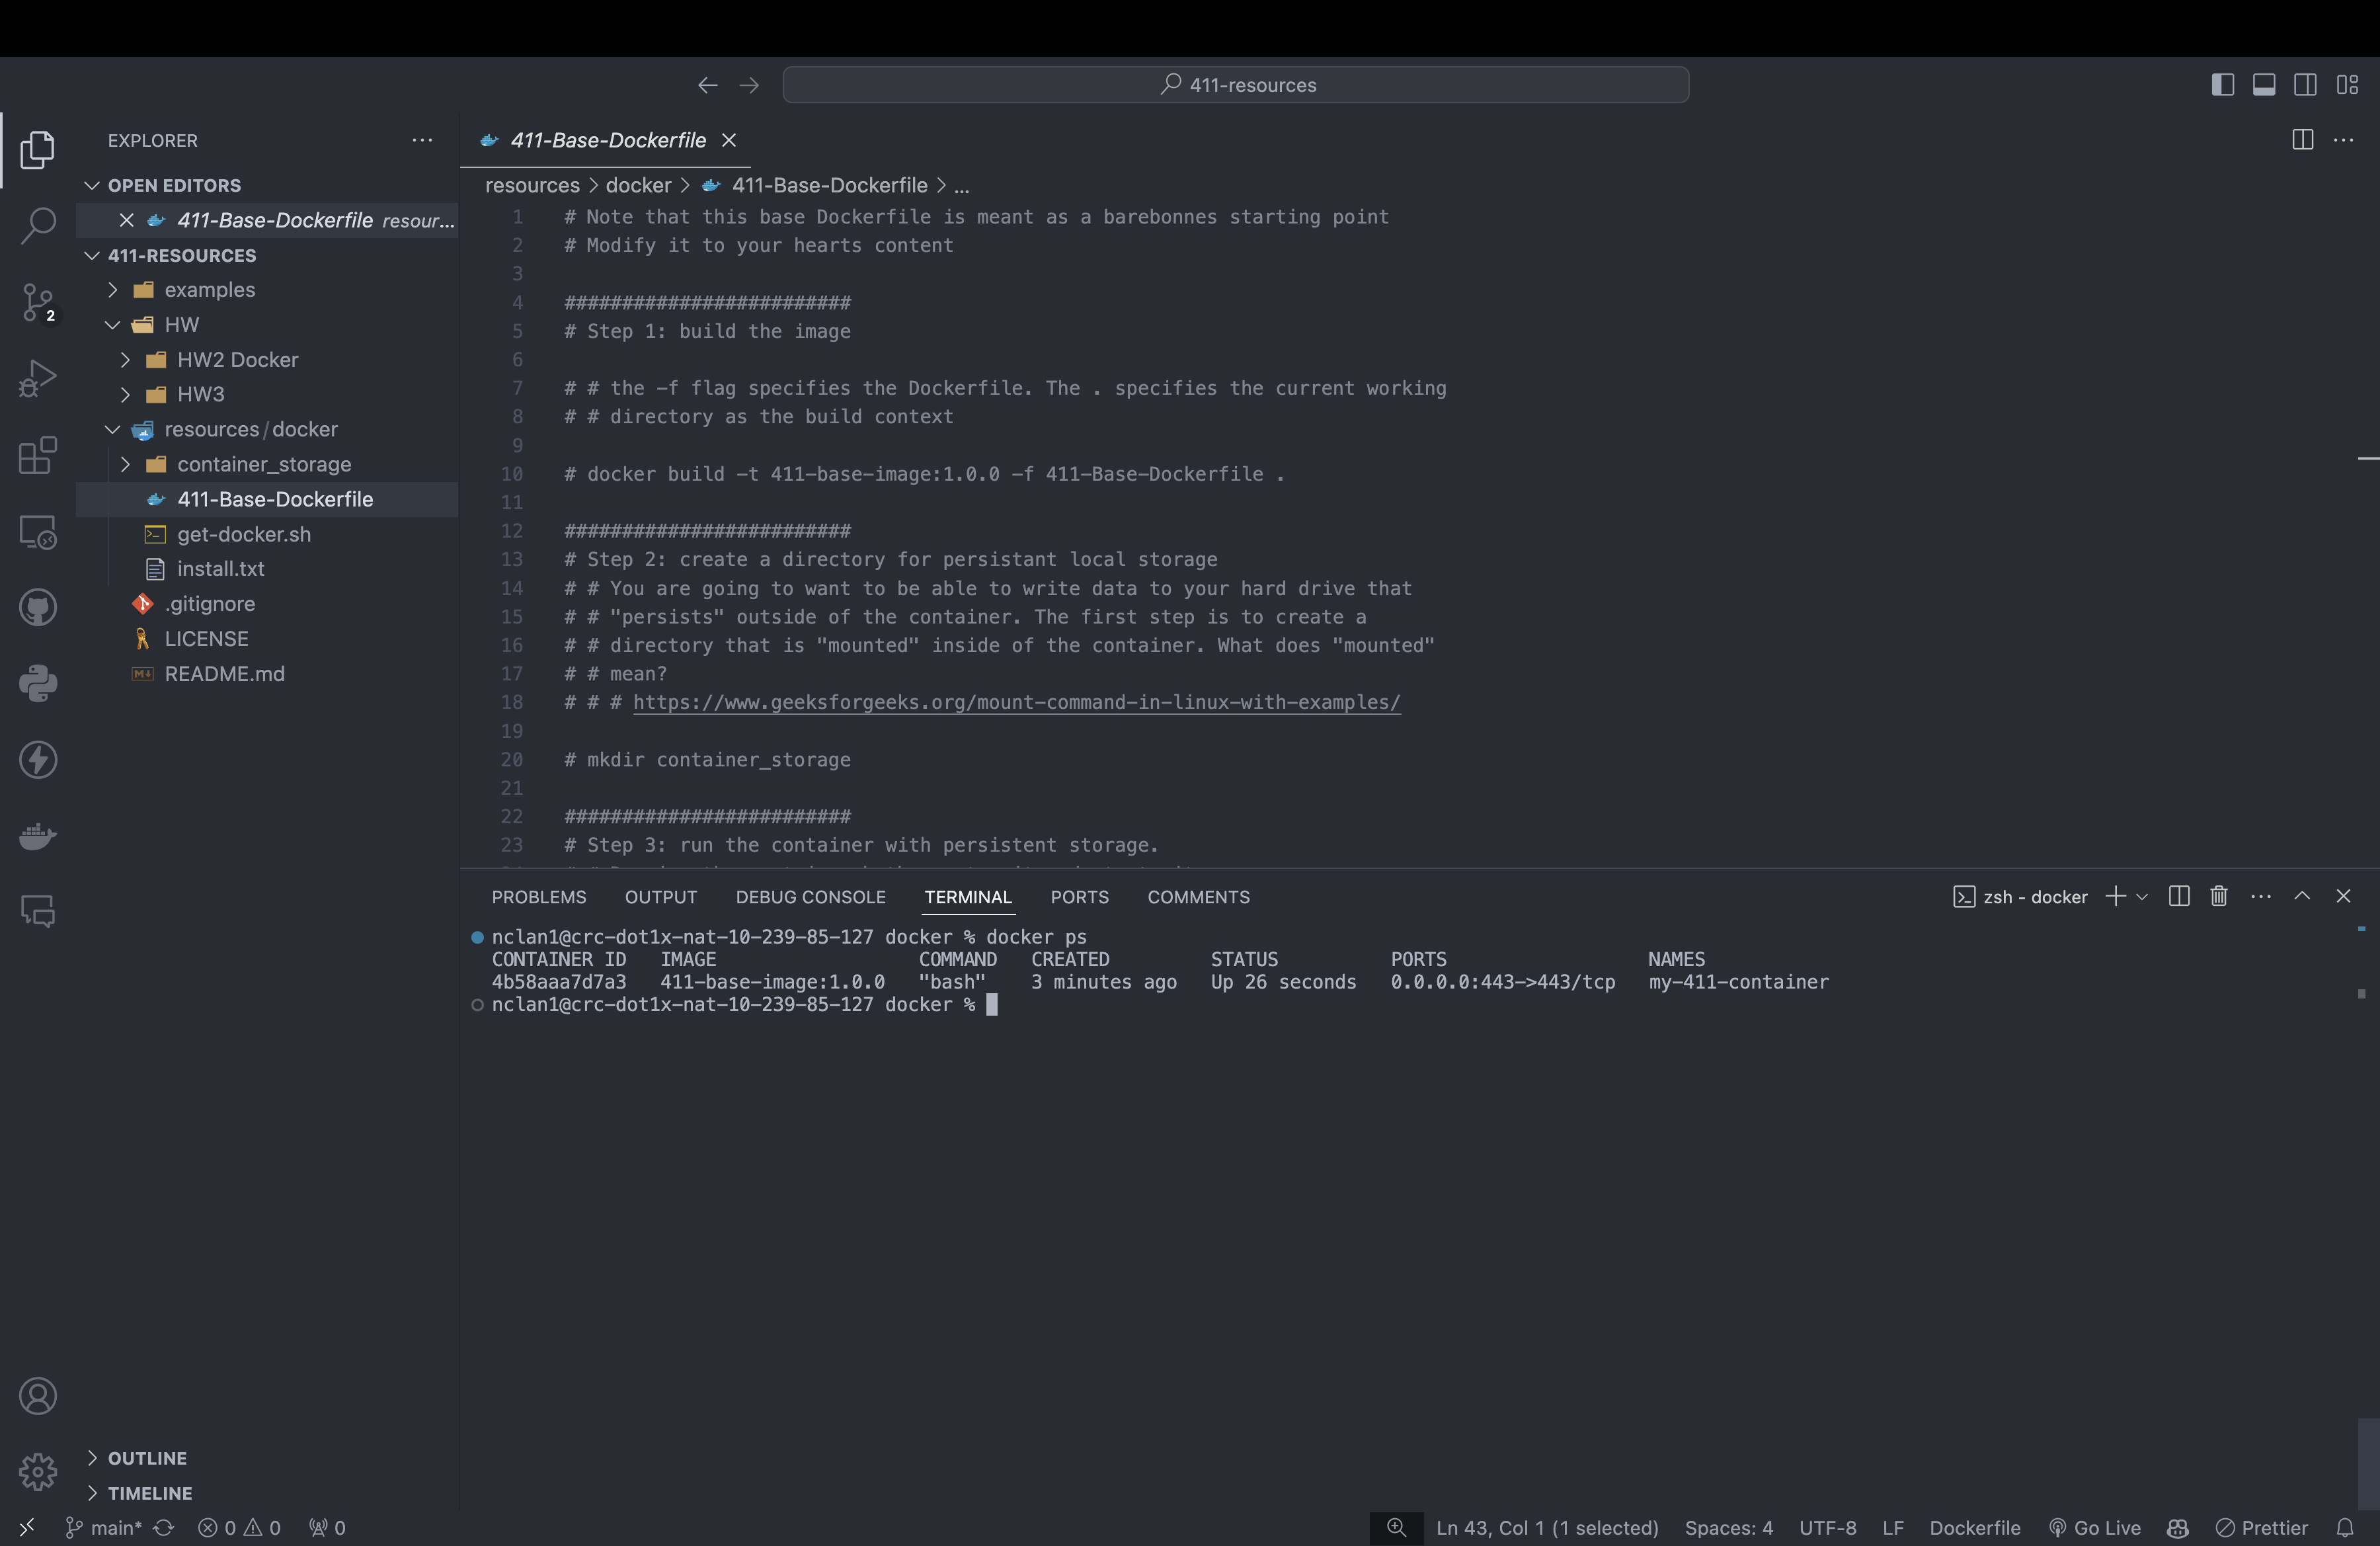 411-resources
EXPLORER
OPEN EDITORS
411-Base-Dockerfile resour...
411-RESOURCES
examples
HW
HW2 Docker
HW3
resources/docker
container_storage
411-Base-Dockerfile
get-docker.sh
install.txt
.gitignore
LICENSE
README.md
OUTLINE
TIMELINE
2
411-Base-Dockerfile
resources > docker > 411-Base-Dockerfile > ...
1 # Note that this base Dockerfile is meant as a barebonnes starting point
2 # Modify it to your hearts content
3
4 #########################
5 # Step 1: build the image
6
7 # # the -f flag specifies the Dockerfile. The . specifies the current working
8 # # directory as the build context
9
10 # docker build -t 411-base-image:1.0.0 -f 411-Base-Dockerfile .
11
12 #########################
13 # Step 2: create a directory for persistant local storage
14 # # You are going to want to be able to write data to your hard drive that
15 # # "persists" outside of the container. The first step is to create a
16 # # directory that is "mounted" inside of the container. What does "mounted"
17 # # mean?
18 # # # https://www.geeksforgeeks.org/mount-command-in-linux-with-examples/
19
20 # mkdir container_storage
21
22 #########################
23 # Step 3: run the container with persistent storage.
PROBLEMS OUTPUT DEBUG CONSOLE TERMINAL PORTS COMMENTS zsh - docker
nclan1@crc-dot1x-nat-10-239-85-127 docker % docker ps
CONTAINER ID IMAGE COMMAND CREATED STATUS PORTS NAMES
4b58aaa7d7a3 411-base-image:1.0.0 "bash" 3 minutes ago Up 26 seconds 0.0.0.0:443->443/tcp my-411-container
nclan1@crc-dot1x-nat-10-239-85-127 docker %
main* 0 0 0 Ln 43, Col 1 (1 selected) Spaces: 4 UTF-8 LF Dockerfile Go Live Prettier